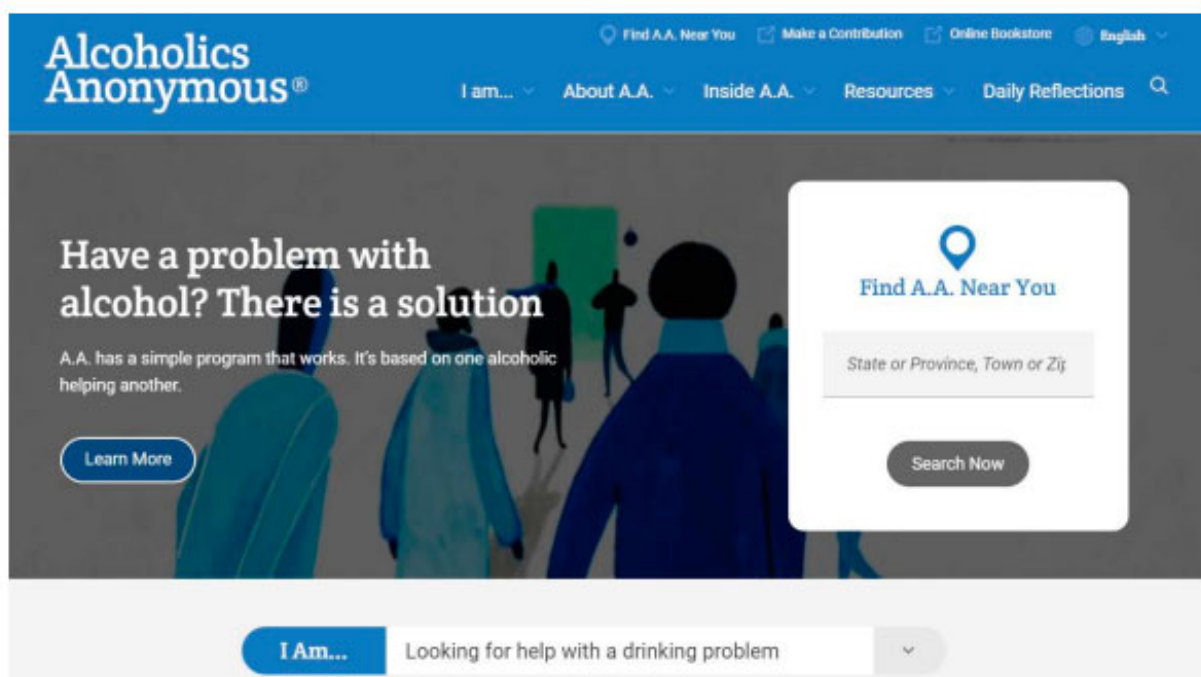 Alcoholics
Anonymous®
Find A.A. Near You Make a Contribution Online Bookstore English
I am... About A.A. Inside A.A. Resources Daily Reflections
Have a problem with
alcohol? There is a solution
A.A. has a simple program that works. It's based on one alcoholic
helping another.
Learn More
Find A.A. Near You
State or Province, Town or Zip
Search Now
I Am... Looking for help with a drinking problem